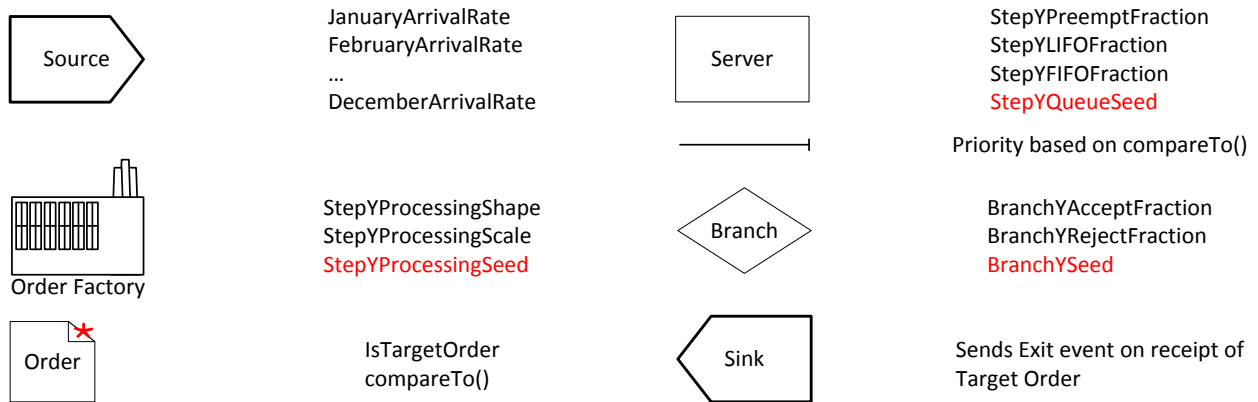 Source
JanuaryArrivalRate
FebruaryArrivalRate
...
DecemberArrivalRate
Server
StepYPreemptFraction
StepYLIFOFraction
StepYFIFOFraction
StepYQueueSeed
Priority based on compareTo()
Order Factory
StepYProcessingShape
StepYProcessingScale
StepYProcessingSeed
Branch
BranchYAcceptFraction
BranchYRejectFraction
BranchYSeed
Order
*
IsTargetOrder
compareTo()
Sink
Sends Exit event on receipt of
Target Order